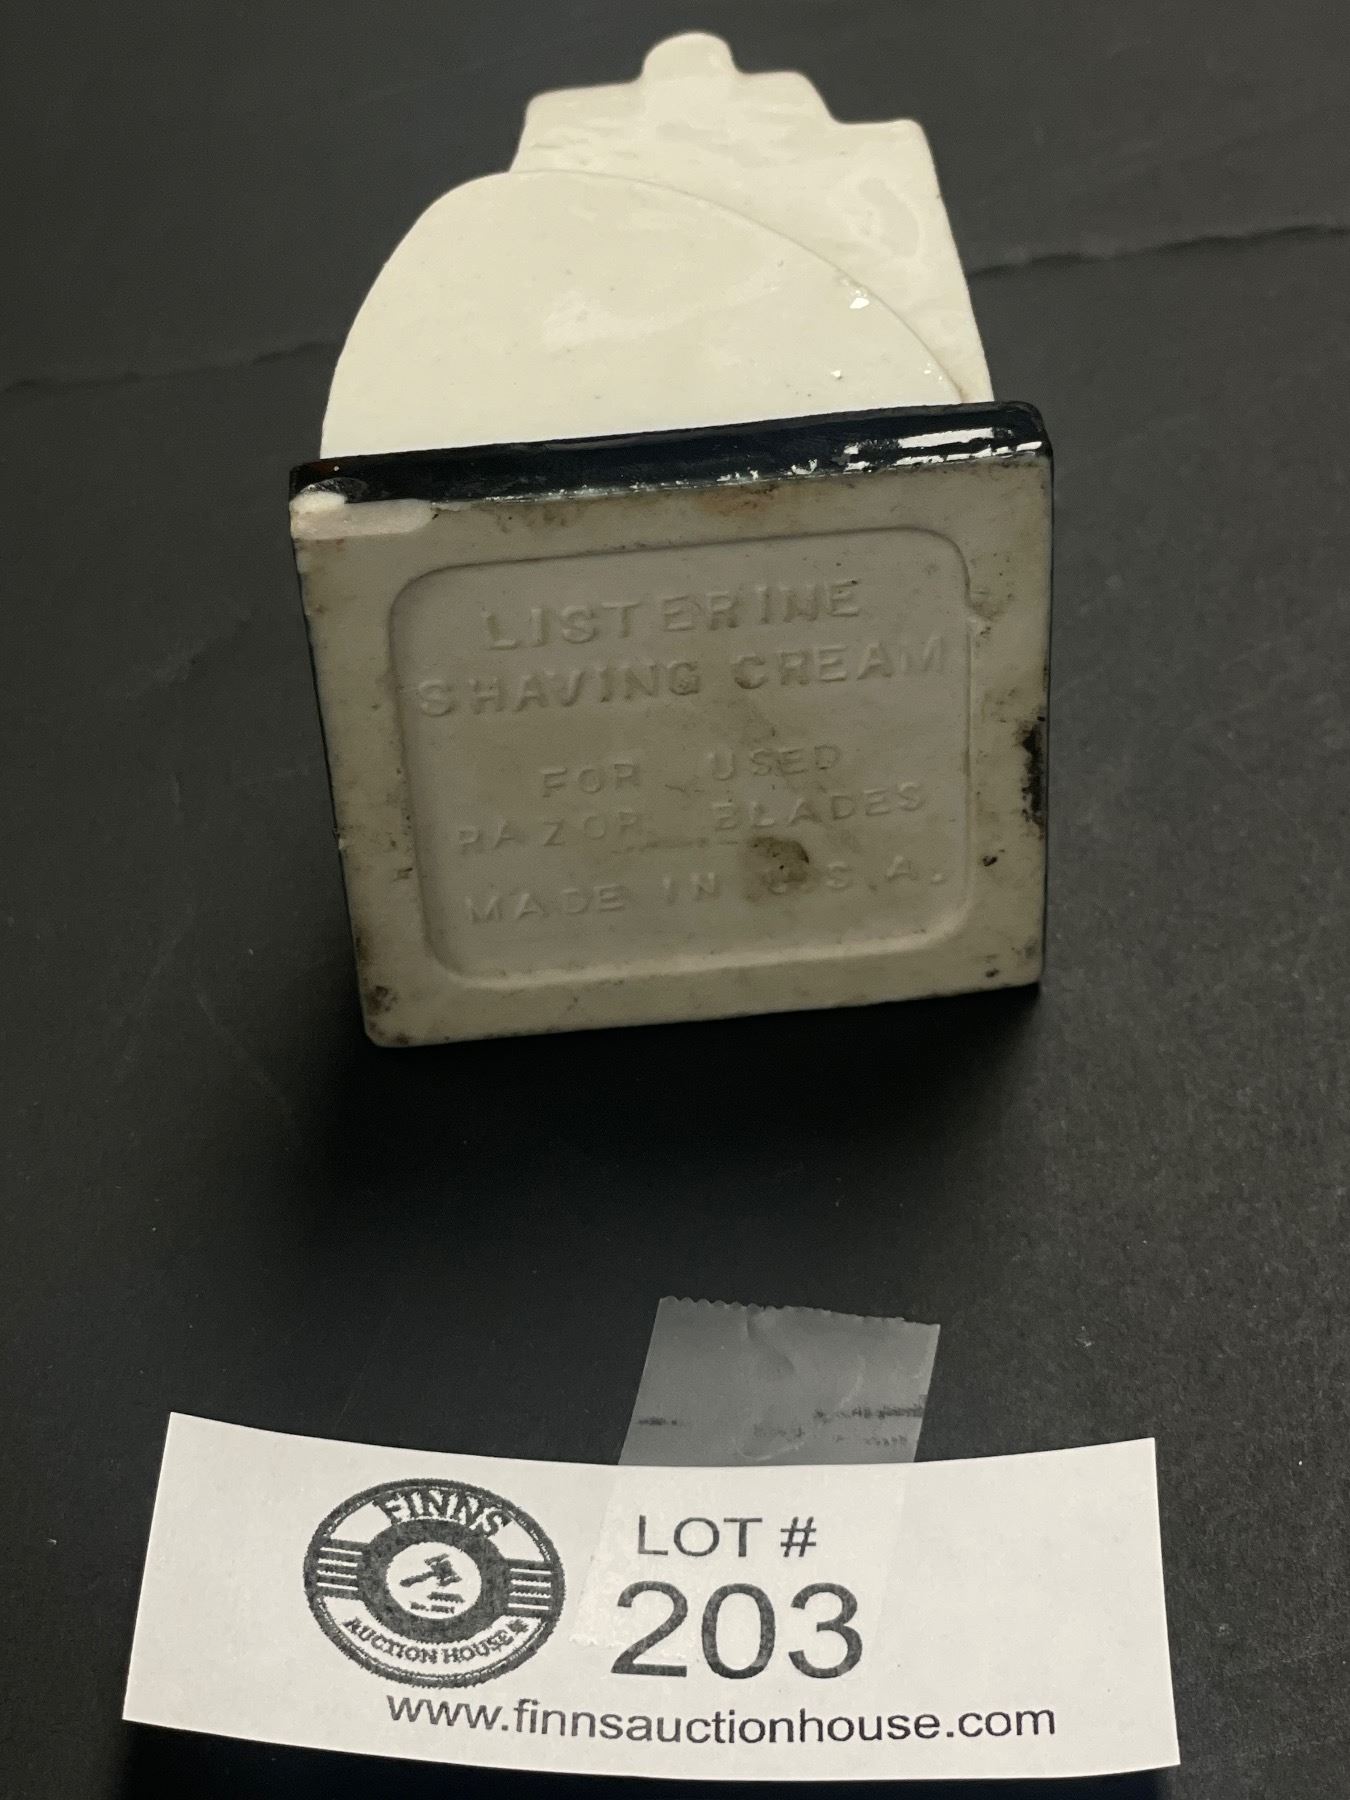 LISTERINE
SHAVING CREAM
FOR USED
RAZOR BLADES
MADE IN U.S.A.
FINNS
AUCTION HOUSE
LOT #
203
www.finnsauctionhouse.com